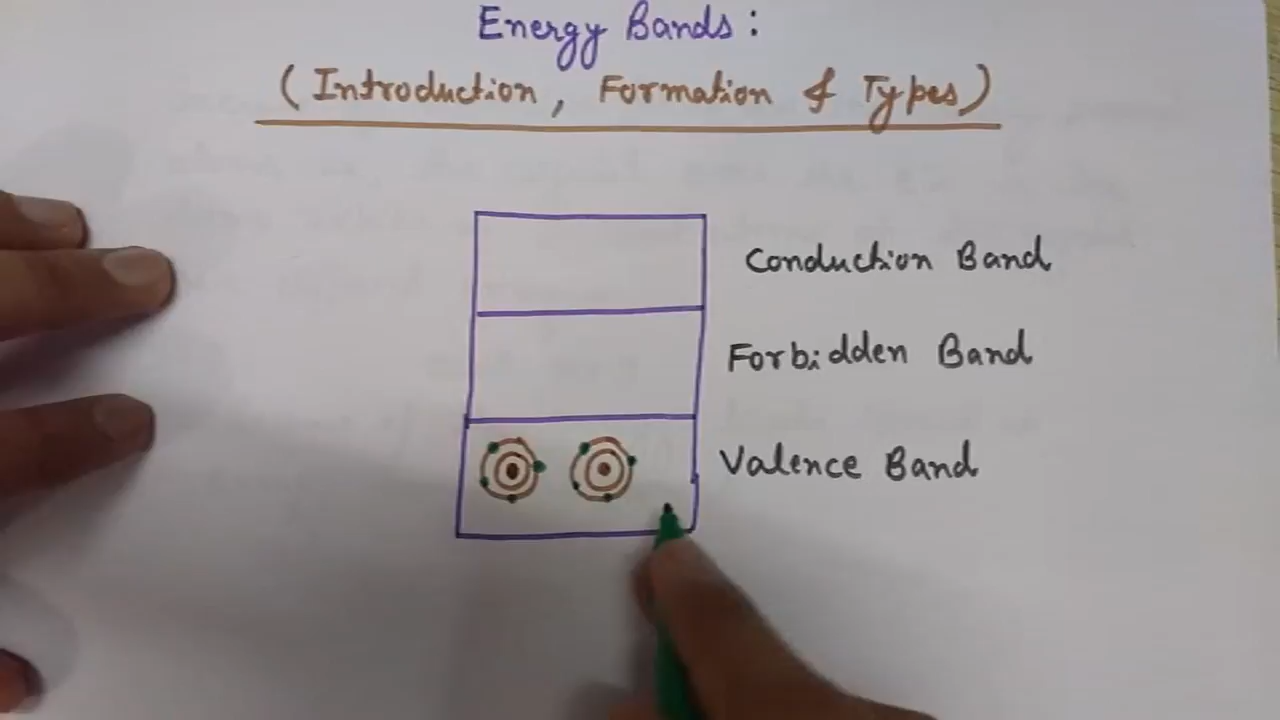 Energy Bands:
(Introduction, Formation & Types)
Conduction Band
Forbidden Band
Valence Band